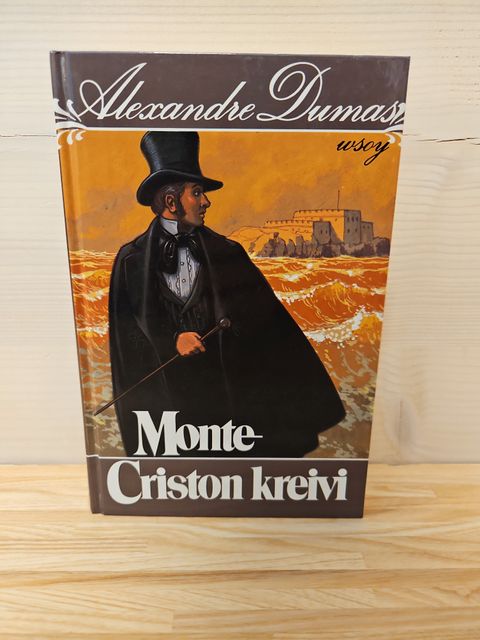 Alexandre Dumas
wsoy
Monte-
Criston kreivi